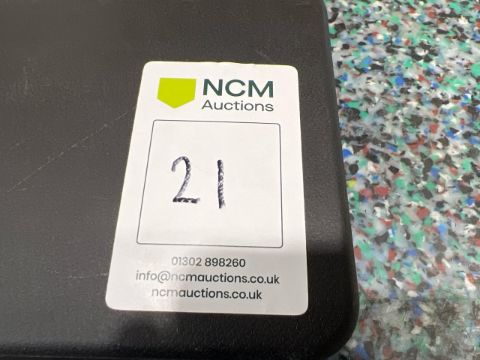 NCM
Auctions
21
01302 898260
info@ncmauctions.co.uk
ncmauctions.co.uk